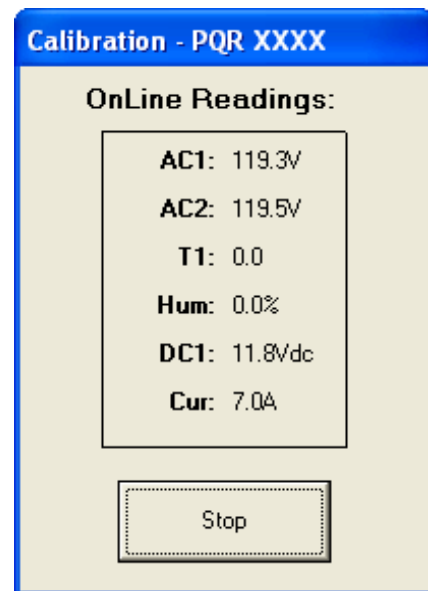 Calibration - PQR XXXX
OnLine Readings:
AC1: 119.3V
AC2: 119.5V
T1: 0.0
Hum: 0.0%
DC1: 11.8Vdc
Cur: 7.0A
Stop